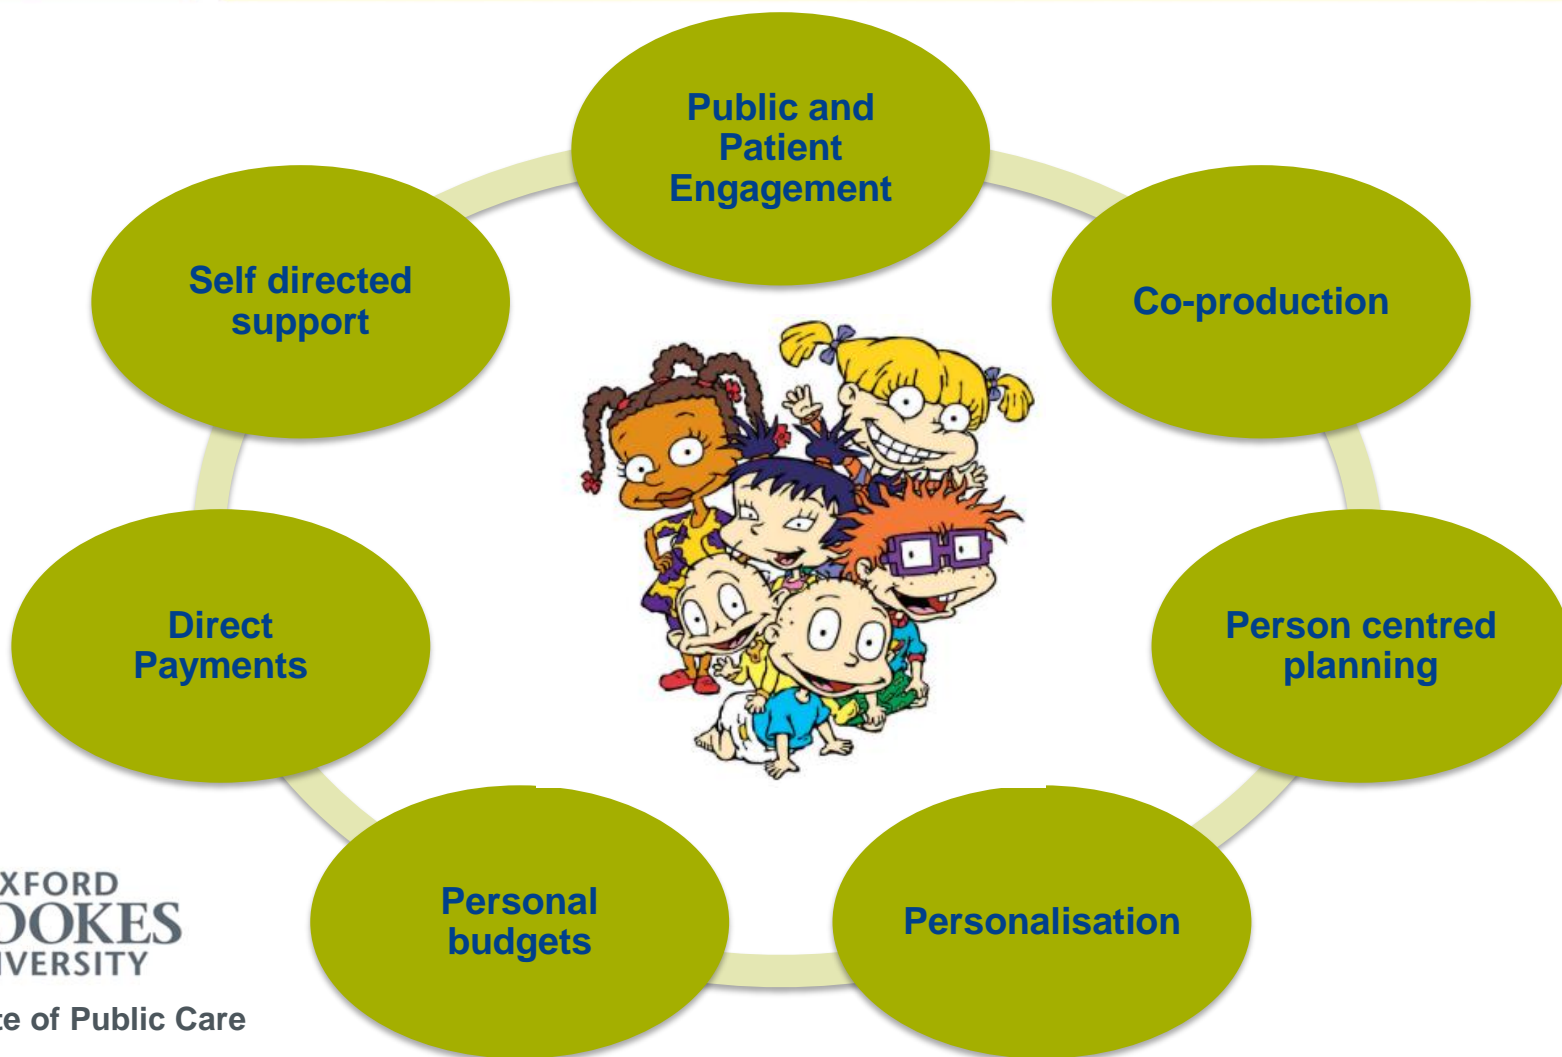 Public and
Patient
Engagement
Self directed
support
Co-production
Direct
Payments
Person centred
planning
Personal
budgets
Personalisation
XFORD
OOKES
IVERSITY
te of Public Care